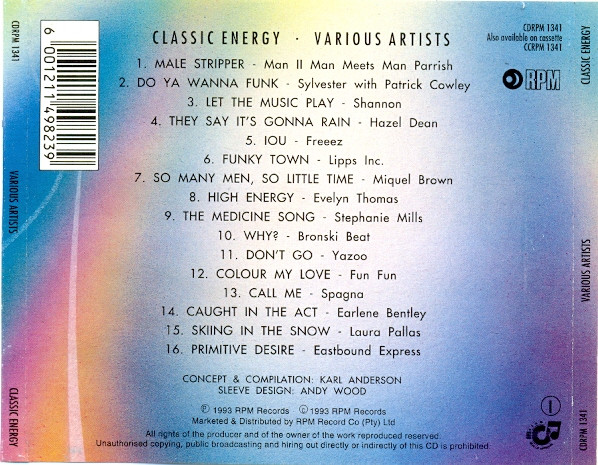 CDRPM 1341
6 001211 498239
VARIOUS ARTISTS
CLASSIC ENERGY
CLASSIC ENERGY · VARIOUS ARTISTS
CDRPM 1341
Also available on cassette
CCRPM 1341
RPM
1. MALE STRIPPER - Man II Man Meets Man Parrish
2. DO YA WANNA FUNK - Sylvester with Patrick Cowley
3. LET THE MUSIC PLAY - Shannon
4. THEY SAY IT'S GONNA RAIN - Hazel Dean
5. IOU - Freeez
6. FUNKY TOWN - Lipps Inc.
7. SO MANY MEN, SO LITTLE TIME - Miquel Brown
8. HIGH ENERGY - Evelyn Thomas
9. THE MEDICINE SONG - Stephanie Mills
10. WHY? - Bronski Beat
11. DON'T GO - Yazoo
12. COLOUR MY LOVE - Fun Fun
13. CALL ME - Spagna
14. CAUGHT IN THE ACT - Earlene Bentley
15. SKIING IN THE SNOW - Laura Pallas
16. PRIMITIVE DESIRE - Eastbound Express
CONCEPT & COMPILATION: KARL ANDERSON
SLEEVE DESIGN: ANDY WOOD
℗ 1993 RPM Records © 1993 RPM Records
Marketed & Distributed by RPM Record Co (Pty) Ltd
All rights of the producer and of the owner of the work reproduced reserved.
Unauthorised copying, public broadcasting and hiring out directly or indirectly of this CD is prohibited.
I
CLASSIC ENERGY
VARIOUS ARTISTS
CDRPM 1341